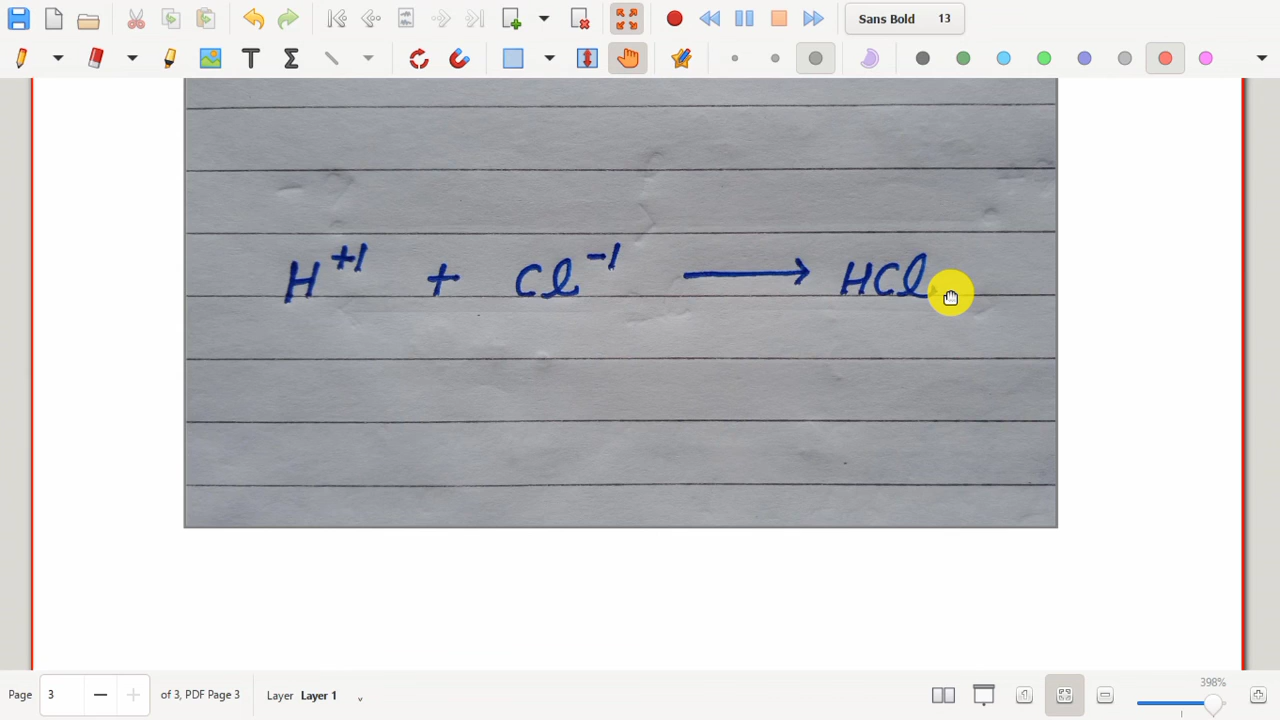 Sans Bold 13
H⁺¹ + Cl⁻¹ ⟶ HCl
Page 3 of 3, PDF Page 3 Layer Layer 1 398%